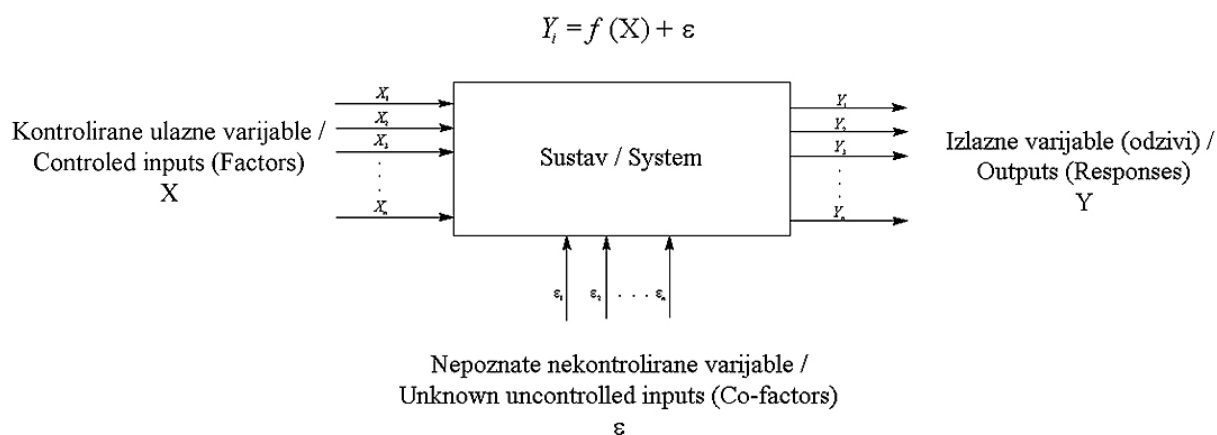 Y_i = f (X) + ε
Kontrolirane ulazne varijable /
Controled inputs (Factors)
X
X₁
X₂
X₃
Xₙ
Sustav / System
Y₁
Y₂
Y₃
Yₙ
Izlazne varijable (odzivi) /
Outputs (Responses)
Y
ε₁ ε₂ . . . εₙ
Nepoznate nekontrolirane varijable /
Unknown uncontrolled inputs (Co-factors)
ε